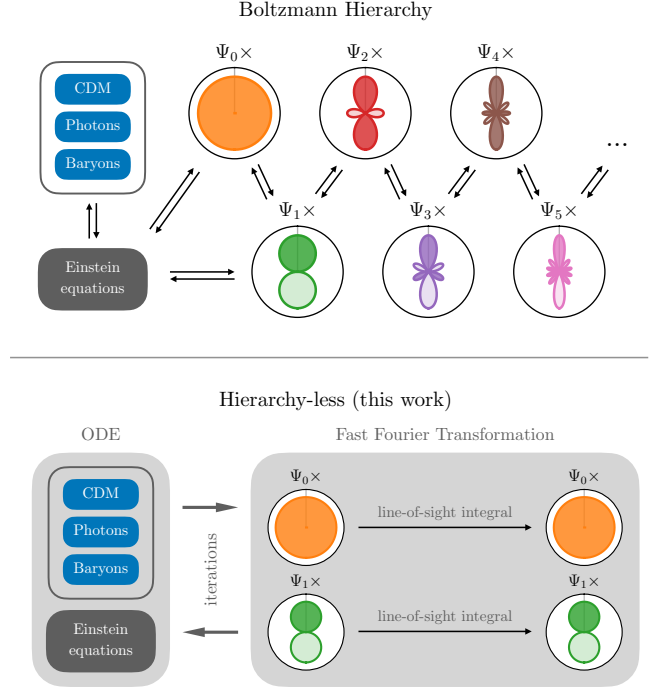 Boltzmann Hierarchy
Ψ₀×
Ψ₂×
Ψ₄×
CDM
Photons
Baryons
...
Ψ₁×
Ψ₃×
Ψ₅×
Einstein
equations
Hierarchy-less (this work)
ODE
Fast Fourier Transformation
CDM
Photons
Baryons
Einstein
equations
iterations
Ψ₀×
line-of-sight integral
Ψ₀×
Ψ₁×
line-of-sight integral
Ψ₁×